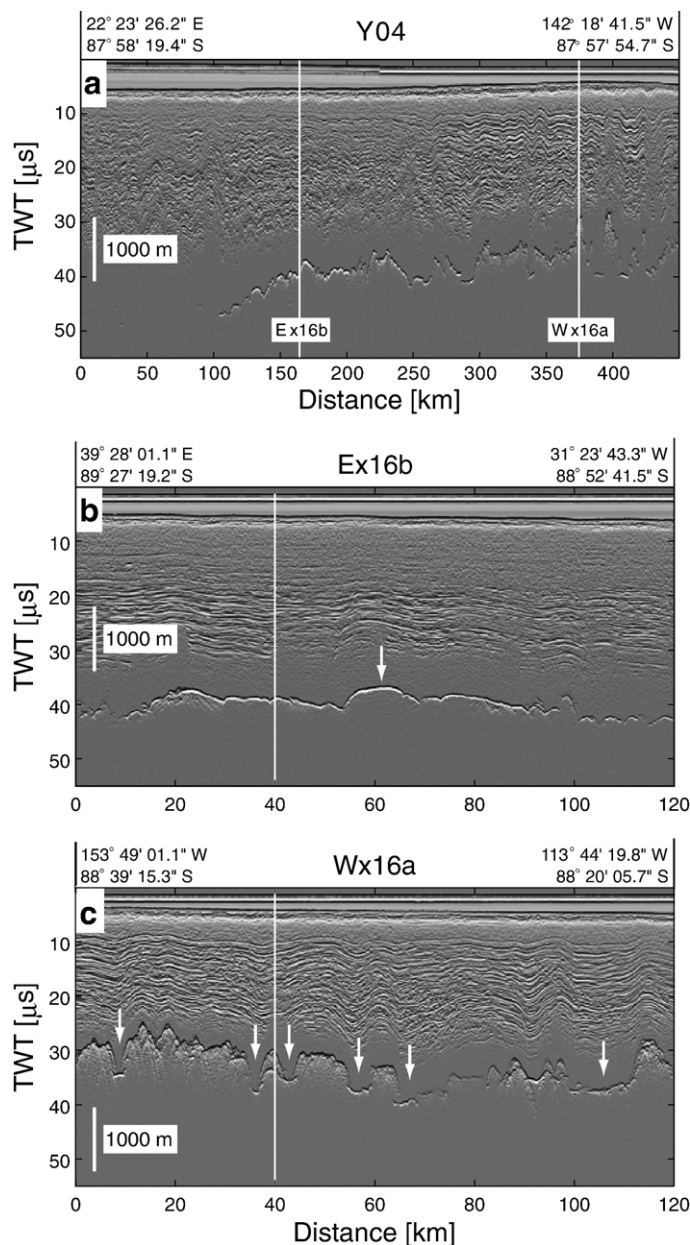 22° 23' 26.2" E
87° 58' 19.4" S
Y04
142° 18' 41.5" W
87° 57' 54.7" S
a
TWT [µs]
10
20
30
40
50
1000 m
Ex16b
Wx16a
0 50 100 150 200 250 300 350 400
Distance [km]
39° 28' 01.1" E
89° 27' 19.2" S
Ex16b
31° 23' 43.3" W
88° 52' 41.5" S
b
TWT [µs]
10
20
30
40
50
1000 m
0 20 40 60 80 100 120
153° 49' 01.1" W
88° 39' 15.3" S
Wx16a
113° 44' 19.8" W
88° 20' 05.7" S
c
TWT [µs]
10
20
30
40
50
1000 m
0 20 40 60 80 100 120
Distance [km]